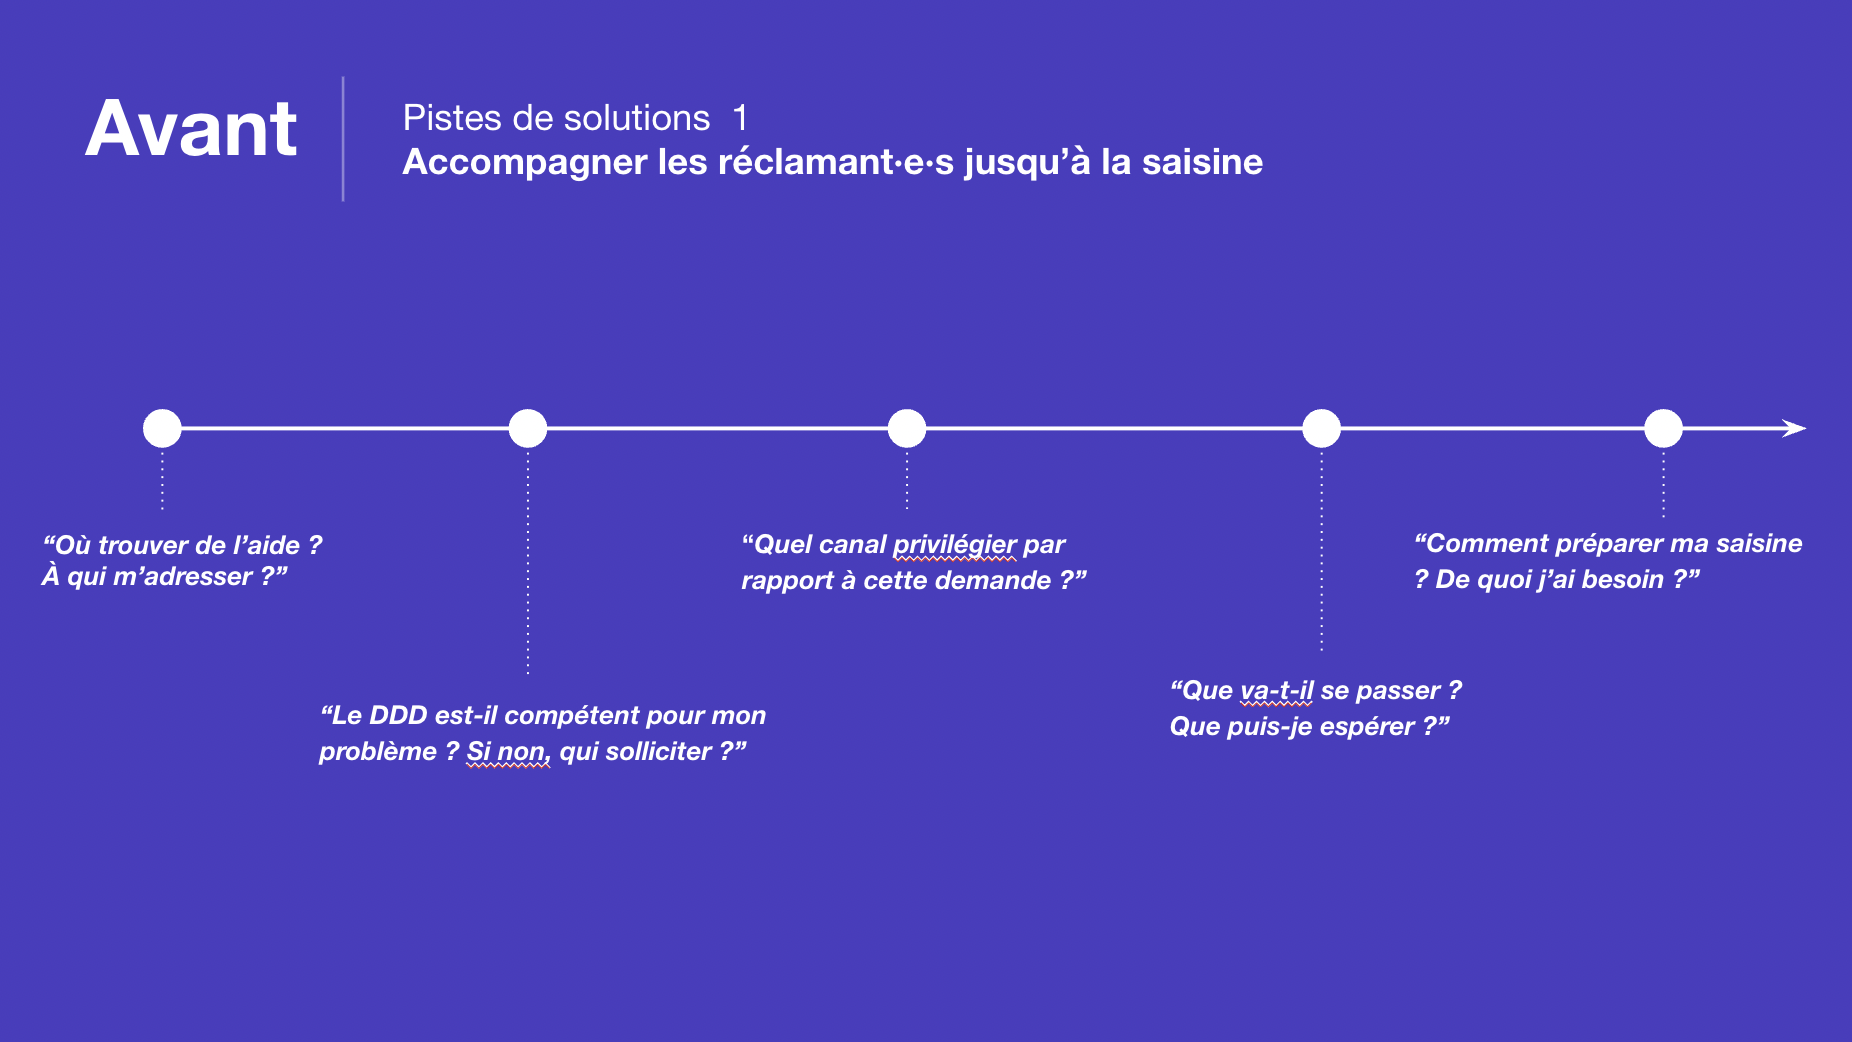 Avant
Pistes de solutions  1
Accompagner les réclamant·e·s jusqu’à la saisine
“Où trouver de l’aide ?
À qui m’adresser ?”
“Le DDD est-il compétent pour mon
problème ? Si non, qui solliciter ?”
“Quel canal privilégier par
rapport à cette demande ?”
“Que va-t-il se passer ?
Que puis-je espérer ?”
“Comment préparer ma saisine
? De quoi j’ai besoin ?”